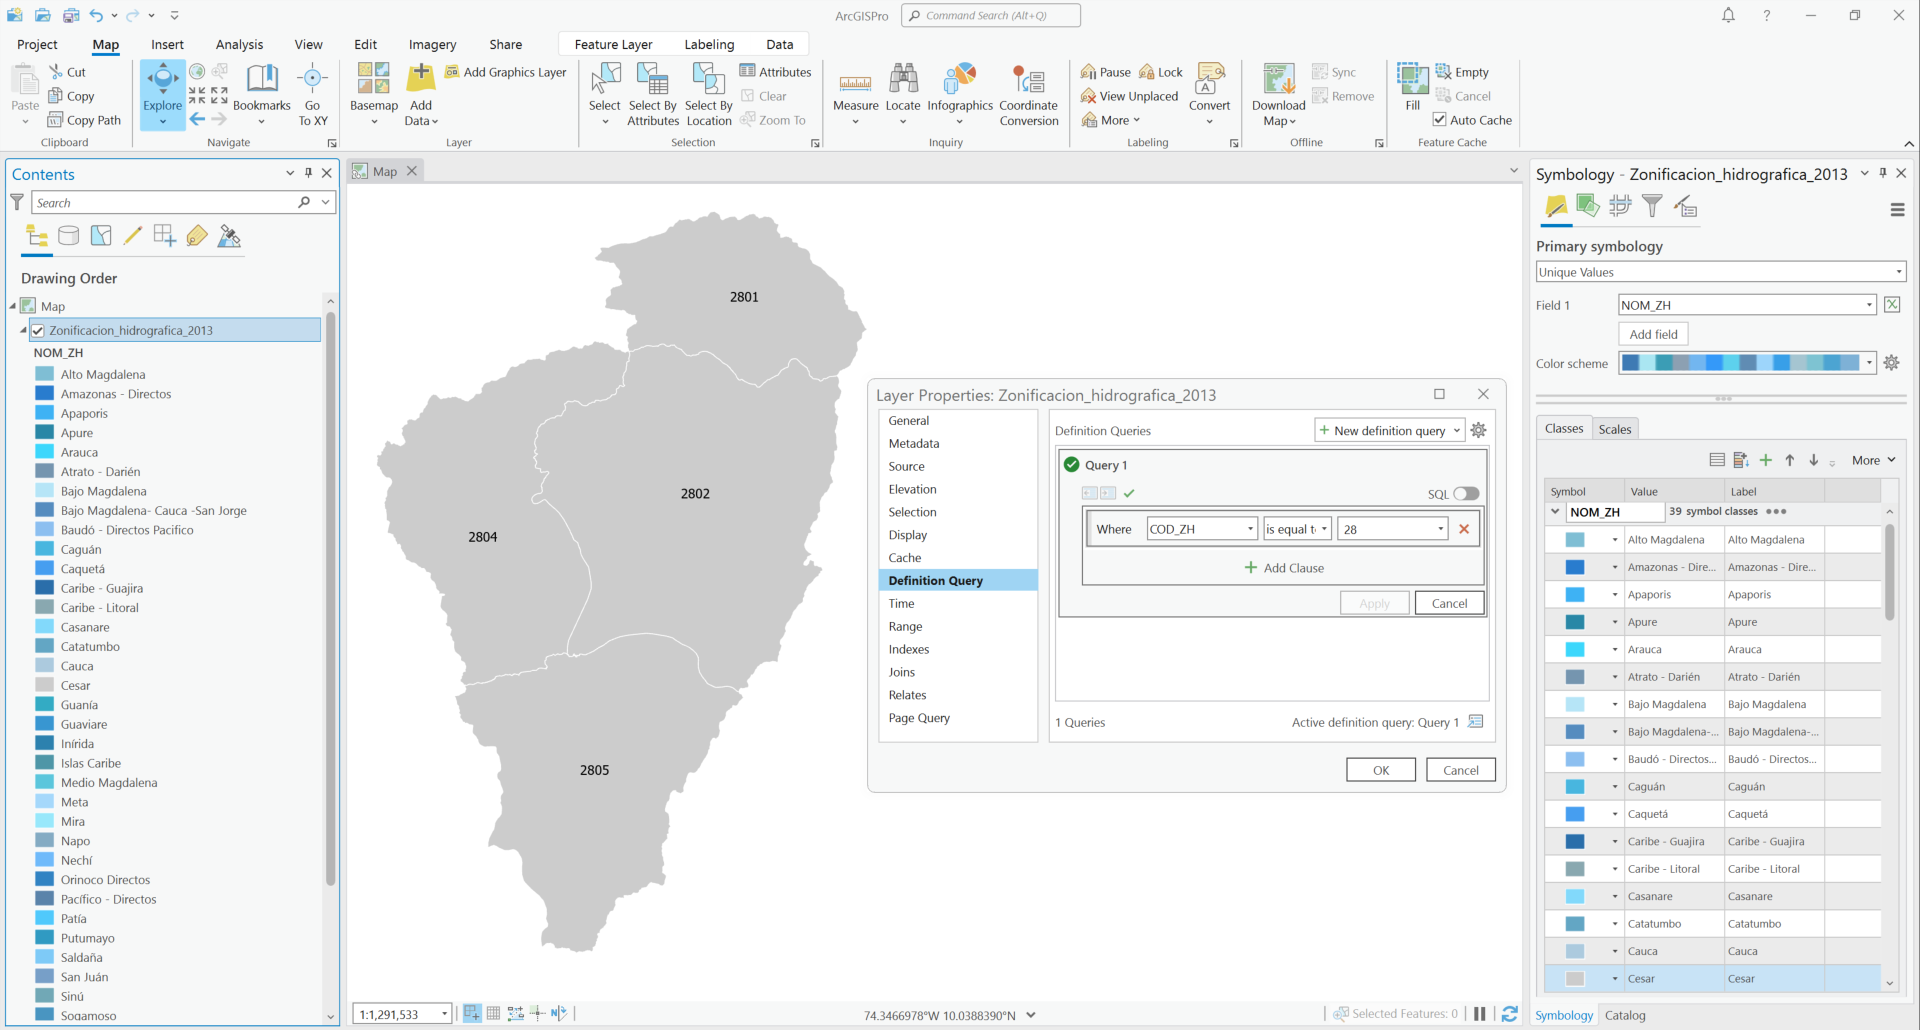 ArcGISPro
Command Search (Alt+Q)
?
Project
Map
Insert
Analysis
View
Edit
Imagery
Share
Feature Layer
Labeling
Data
Paste
Cut
Copy
Copy Path
Clipboard
Explore
Bookmarks
Go To XY
Navigate
Basemap
Add Data
Add Graphics Layer
Layer
Select
Select By Attributes
Select By Location
Attributes
Clear
Zoom To
Selection
Measure
Locate
Infographics
Coordinate Conversion
Inquiry
Pause
Lock
View Unplaced
More
Convert
Labeling
Download Map
Sync
Remove
Offline
Fill
Empty
Cancel
Auto Cache
Feature Cache
Contents
Search
Drawing Order
Map
Zonificacion_hidrografica_2013
NOM_ZH
Alto Magdalena
Amazonas - Directos
Apaporis
Apure
Arauca
Atrato - Darién
Bajo Magdalena
Bajo Magdalena- Cauca -San Jorge
Baudó - Directos Pacifico
Caguán
Caquetá
Caribe - Guajira
Caribe - Litoral
Casanare
Catatumbo
Cauca
Cesar
Guanía
Guaviare
Inírida
Islas Caribe
Medio Magdalena
Meta
Mira
Napo
Nechí
Orinoco Directos
Pacífico - Directos
Patía
Putumayo
Saldaña
San Juán
Sinú
Sogamoso
Map
2801
2802
2804
2805
Layer Properties: Zonificacion_hidrografica_2013
General
Metadata
Source
Elevation
Selection
Display
Cache
Definition Query
Time
Range
Indexes
Joins
Relates
Page Query
Definition Queries
New definition query
Query 1
SQL
Where
COD_ZH
is equal t
28
Add Clause
Apply
Cancel
1 Queries
Active definition query: Query 1
OK
Cancel
1:1,291,533
74.3466978°W 10.0388390°N
Selected Features: 0
Symbology - Zonificacion_hidrografica_2013
Primary symbology
Unique Values
Field 1
NOM_ZH
Add field
Color scheme
Classes
Scales
More
Symbol
Value
Label
NOM_ZH
39 symbol classes
Alto Magdalena Alto Magdalena
Amazonas - Dire... Amazonas - Dire...
Apaporis Apaporis
Apure Apure
Arauca Arauca
Atrato - Darién Atrato - Darién
Bajo Magdalena Bajo Magdalena
Bajo Magdalena-... Bajo Magdalena-...
Baudó - Directos... Baudó - Directos...
Caguán Caguán
Caquetá Caquetá
Caribe - Guajira Caribe - Guajira
Caribe - Litoral Caribe - Litoral
Casanare Casanare
Catatumbo Catatumbo
Cauca Cauca
Cesar Cesar
Symbology
Catalog